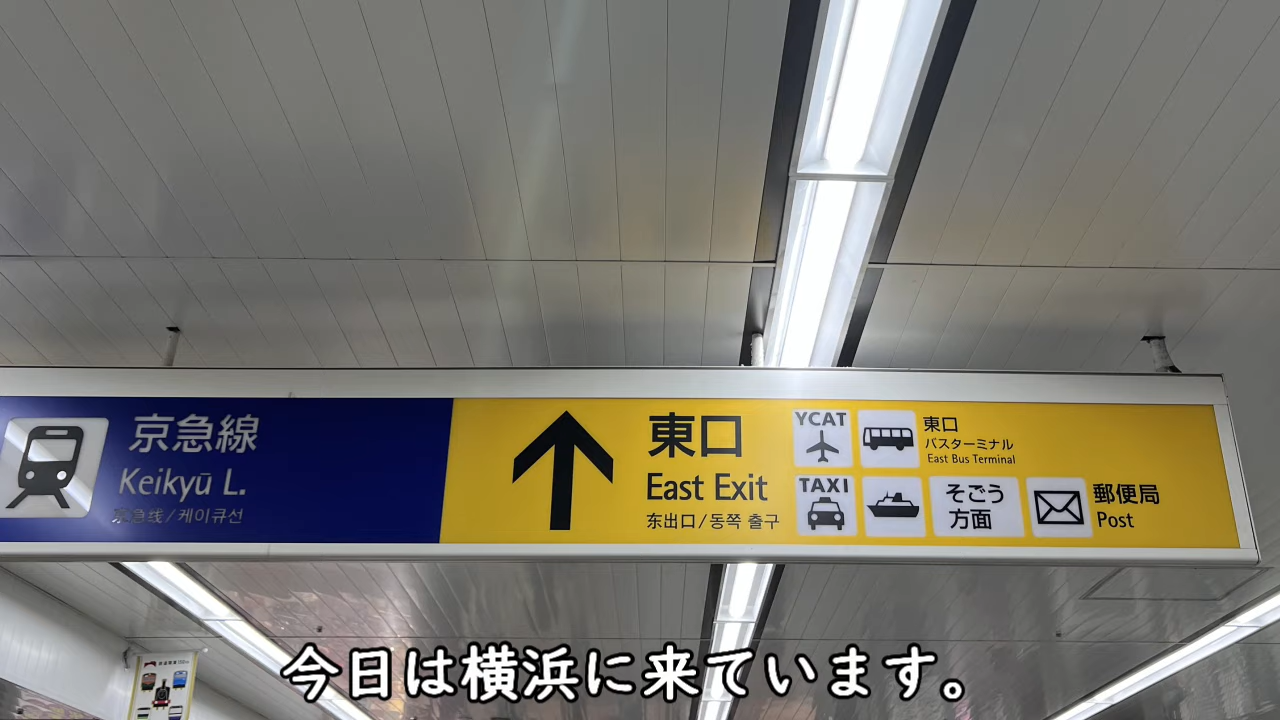 京急線
Keikyū L.
京急线/케이큐선
東口
East Exit
东出口/동쪽 출구
YCAT
東口
バスターミナル
East Bus Terminal
TAXI
そごう
方面
郵便局
Post
今日は横浜に来ています。